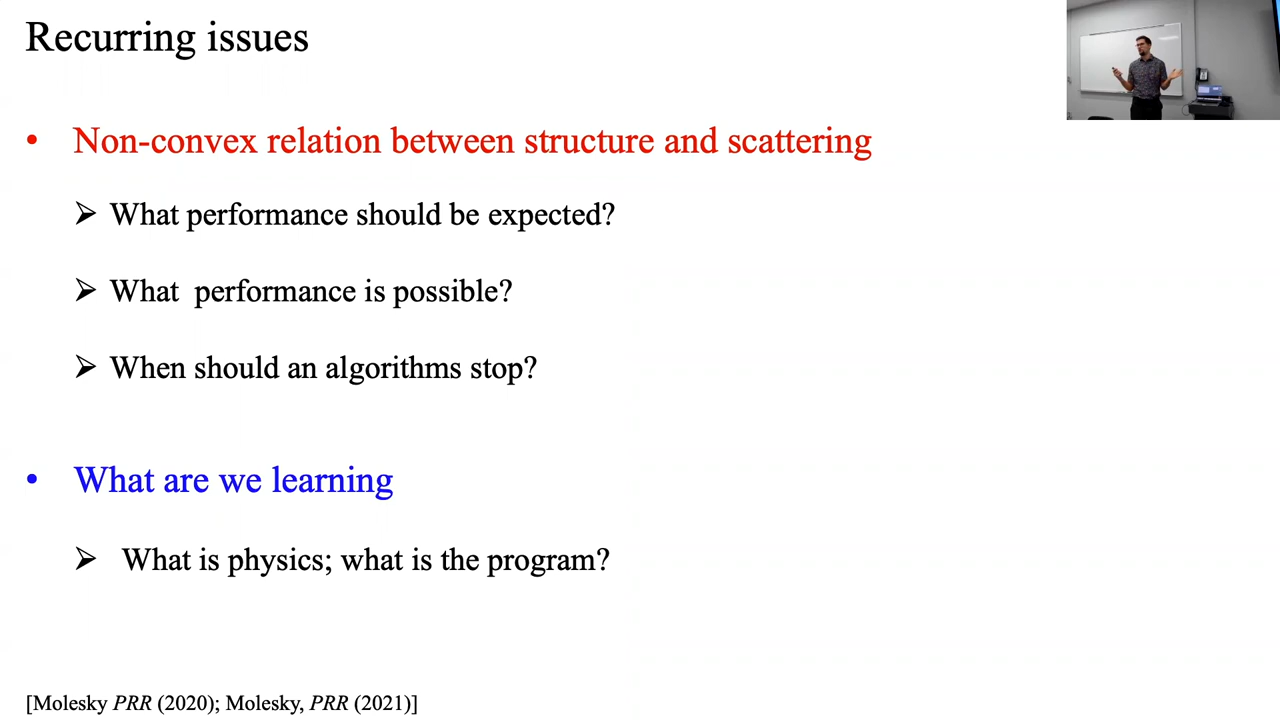 Recurring issues
• Non-convex relation between structure and scattering
➢ What performance should be expected?
➢ What performance is possible?
➢ When should an algorithms stop?
• What are we learning
➢ What is physics; what is the program?
[Molesky PRR (2020); Molesky, PRR (2021)]